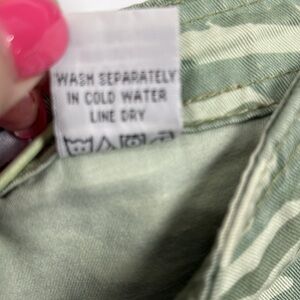 WASH SEPARATELY
IN COLD WATER
LINE DRY